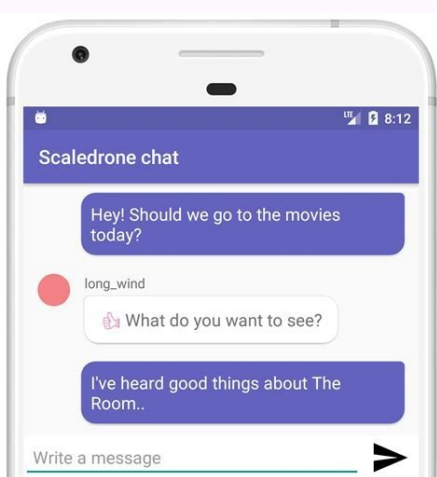 LTE 8:12
Scaledrone chat
Hey! Should we go to the movies
today?
long_wind
👍 What do you want to see?
I've heard good things about The
Room..
Write a message